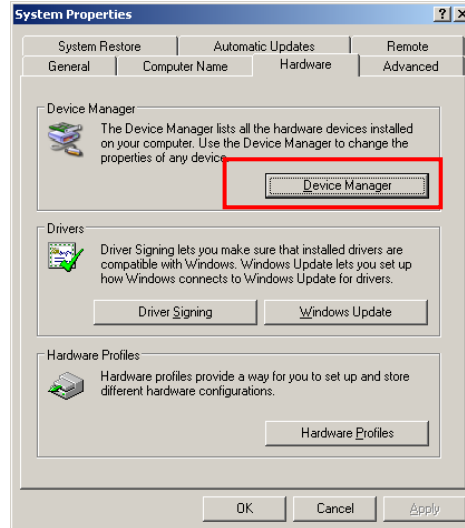 System Properties
System Restore Automatic Updates Remote
General Computer Name Hardware Advanced
Device Manager
The Device Manager lists all the hardware devices installed
on your computer. Use the Device Manager to change the
properties of any device.
Device Manager
Drivers
Driver Signing lets you make sure that installed drivers are
compatible with Windows. Windows Update lets you set up
how Windows connects to Windows Update for drivers.
Driver Signing Windows Update
Hardware Profiles
Hardware profiles provide a way for you to set up and store
different hardware configurations.
Hardware Profiles
OK Cancel Apply